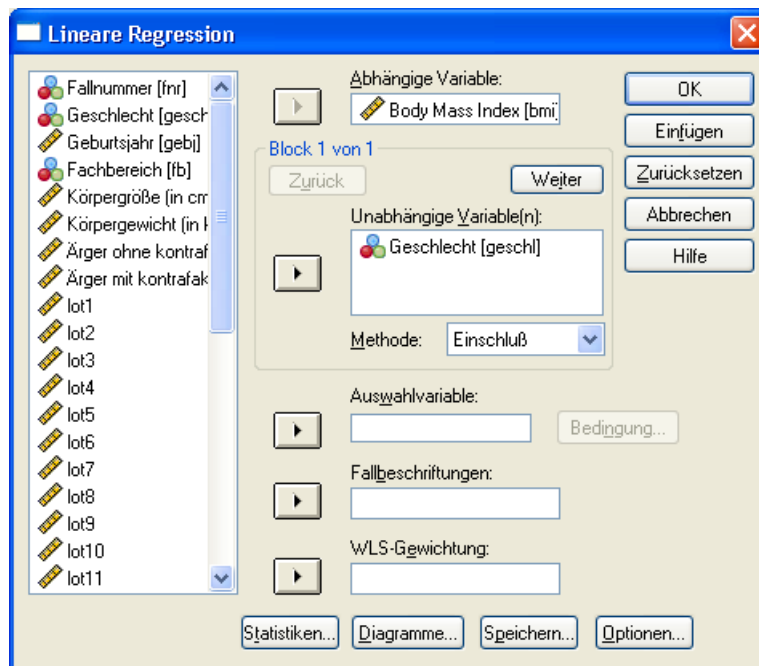 Lineare Regression
Fallnummer [fnr]
Geschlecht [gesch
Geburtsjahr [gebj]
Fachbereich [fb]
Körpergröße (in cm
Körpergewicht (in k
Ärger ohne kontraf
Ärger mit kontrafak
lot1
lot2
lot3
lot4
lot5
lot6
lot7
lot8
lot9
lot10
lot11
Abhängige Variable:
Body Mass Index [bmi]
Block 1 von 1
Zurück
Weiter
Unabhängige Variable(n):
Geschlecht [geschl]
Methode:
Einschluß
Auswahlvariable:
Bedingung...
Fallbeschriftungen:
WLS-Gewichtung:
OK
Einfügen
Zurücksetzen
Abbrechen
Hilfe
Statistiken...
Diagramme...
Speichern...
Optionen...